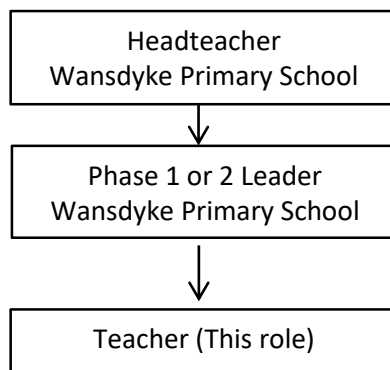 Headteacher
Wansdyke Primary School
Phase 1 or 2 Leader
Wansdyke Primary School
Teacher (This role)